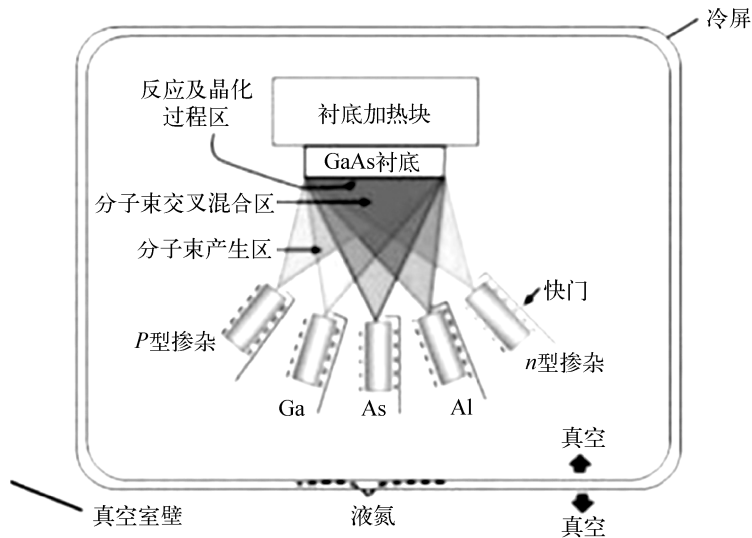 冷屏
反应及晶化
过程区
衬底加热块
GaAs衬底
分子束交叉混合区
分子束产生区
快门
P型掺杂
n型掺杂
Ga
As
Al
真空
真空室壁
液氮
真空